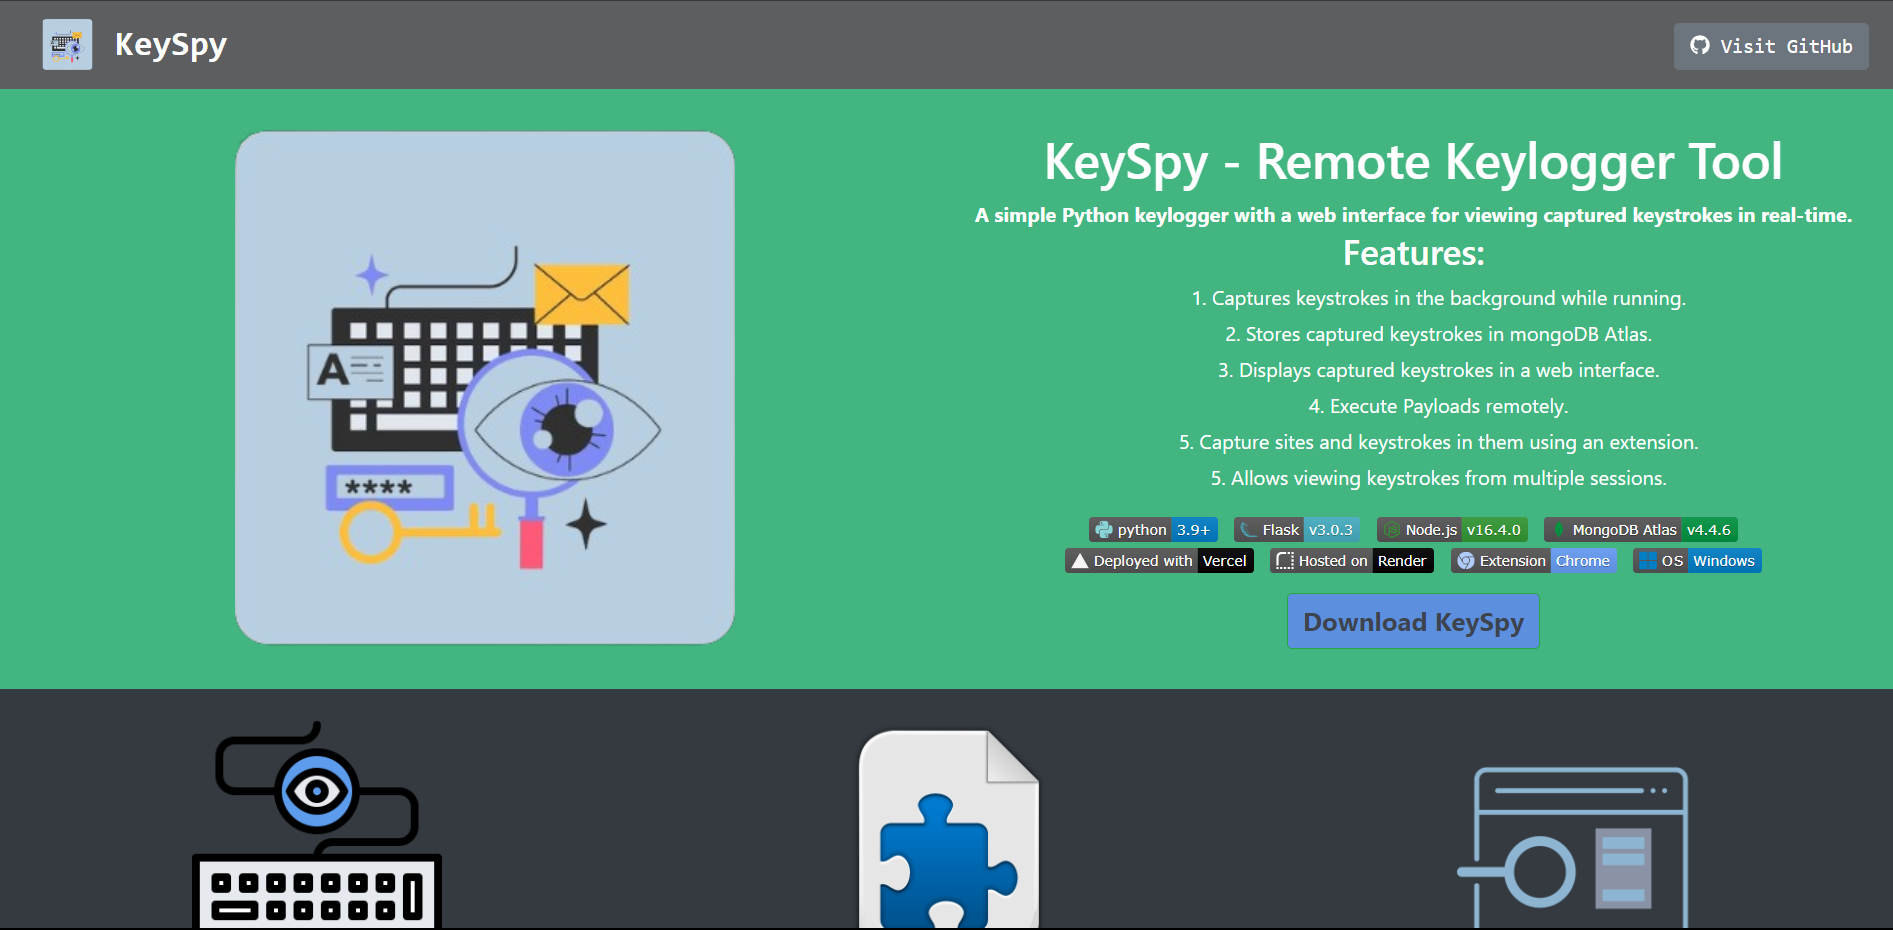 KeySpy
Visit GitHub
KeySpy - Remote Keylogger Tool
A simple Python keylogger with a web interface for viewing captured keystrokes in real-time.
Features:
1. Captures keystrokes in the background while running.
2. Stores captured keystrokes in mongoDB Atlas.
3. Displays captured keystrokes in a web interface.
4. Execute Payloads remotely.
5. Capture sites and keystrokes in them using an extension.
5. Allows viewing keystrokes from multiple sessions.
A
****
python 3.9+ Flask v3.0.3 Node.js v16.4.0 MongoDB Atlas v4.4.6
Deployed with Vercel Hosted on Render Extension Chrome OS Windows
Download KeySpy